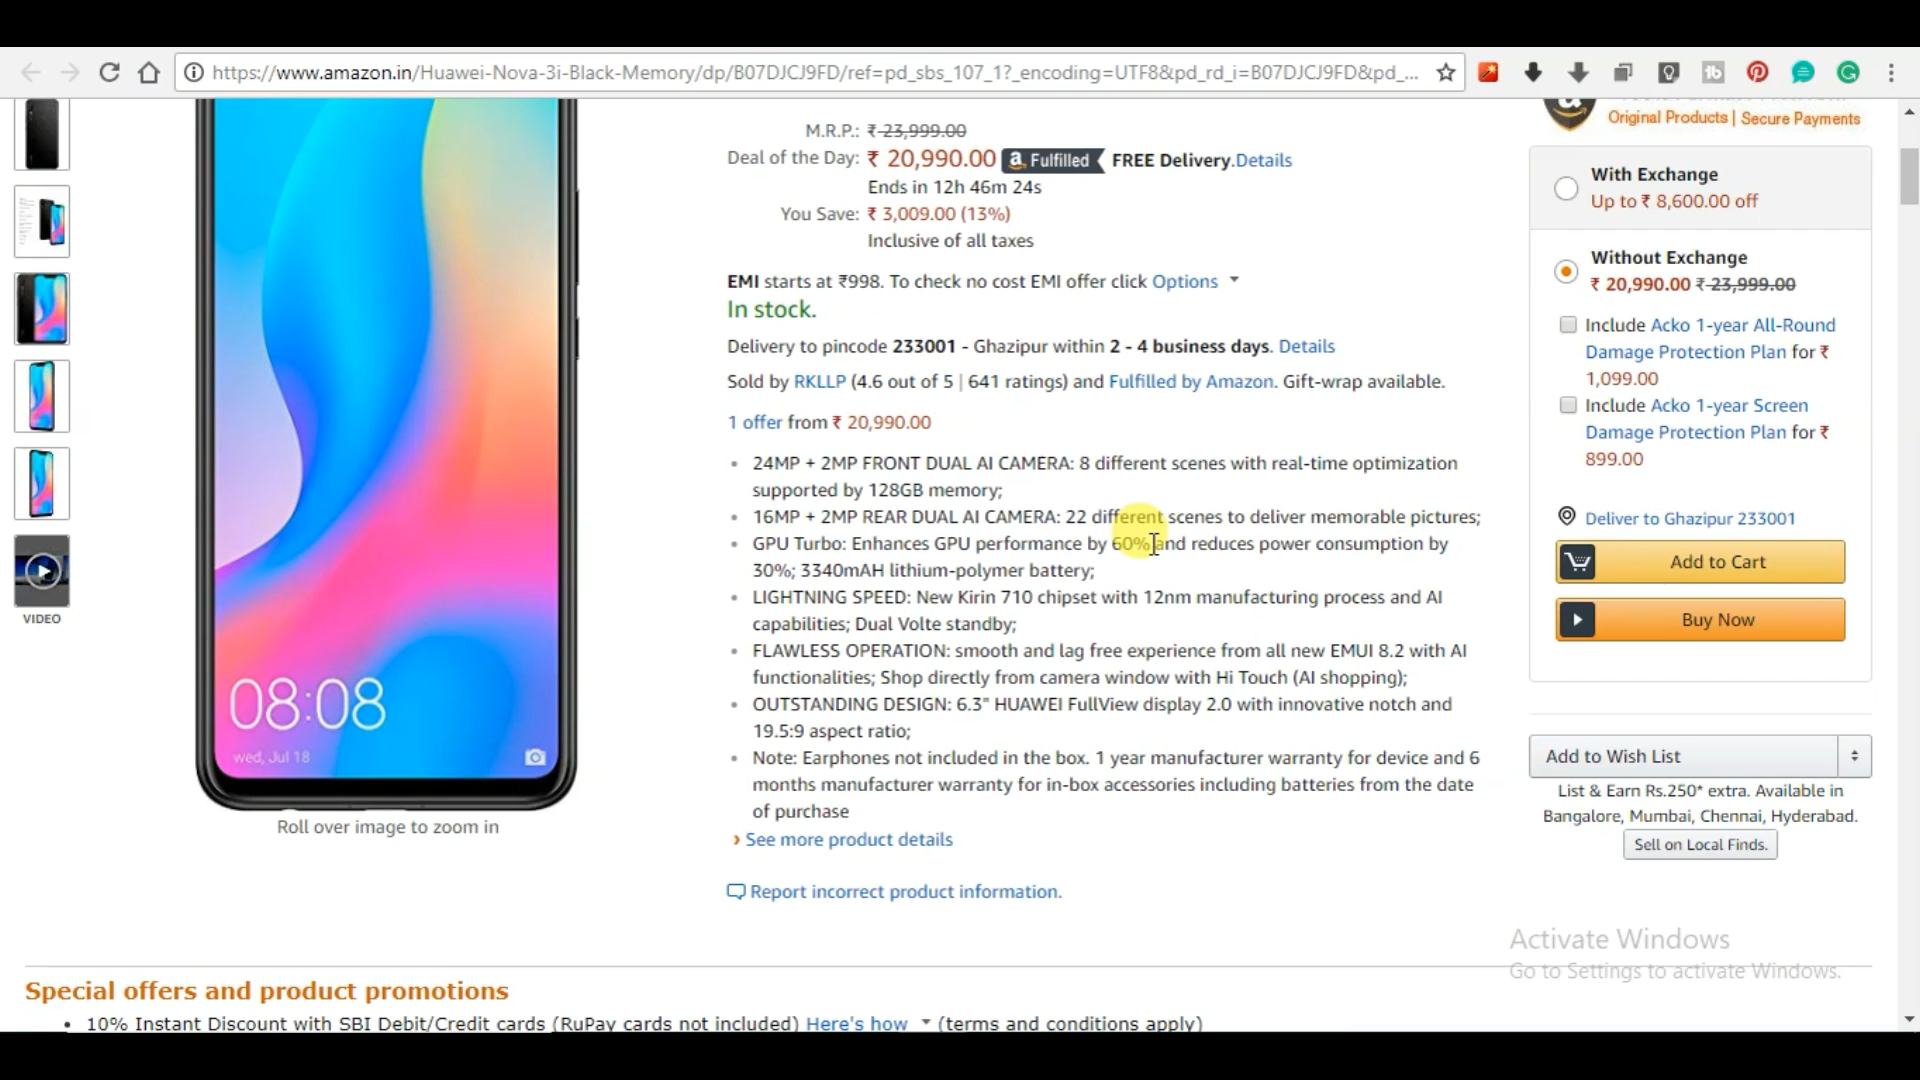 https://www.amazon.in/Huawei-Nova-3i-Black-Memory/dp/B07DJCJ9FD/ref=pd_sbs_107_1?_encoding=UTF8&pd_rd_i=B07DJCJ9FD&pd_...
Original Products | Secure Payments
M.R.P.: ₹ 23,999.00
Deal of the Day: ₹ 20,990.00 a Fulfilled FREE Delivery.Details
Ends in 12h 46m 24s
You Save: ₹ 3,009.00 (13%)
Inclusive of all taxes
EMI starts at ₹998. To check no cost EMI offer click Options
In stock.
Delivery to pincode 233001 - Ghazipur within 2 - 4 business days. Details
Sold by RKLLP (4.6 out of 5 | 641 ratings) and Fulfilled by Amazon. Gift-wrap available.
1 offer from ₹ 20,990.00
24MP + 2MP FRONT DUAL AI CAMERA: 8 different scenes with real-time optimization
supported by 128GB memory;
16MP + 2MP REAR DUAL AI CAMERA: 22 different scenes to deliver memorable pictures;
GPU Turbo: Enhances GPU performance by 60% and reduces power consumption by
30%; 3340mAH lithium-polymer battery;
LIGHTNING SPEED: New Kirin 710 chipset with 12nm manufacturing process and AI
capabilities; Dual Volte standby;
FLAWLESS OPERATION: smooth and lag free experience from all new EMUI 8.2 with AI
functionalities; Shop directly from camera window with Hi Touch (AI shopping);
OUTSTANDING DESIGN: 6.3" HUAWEI FullView display 2.0 with innovative notch and
19.5:9 aspect ratio;
Note: Earphones not included in the box. 1 year manufacturer warranty for device and 6
months manufacturer warranty for in-box accessories including batteries from the date
of purchase
› See more product details
Report incorrect product information.
VIDEO
08:08
wed, Jul 18
Roll over image to zoom in
With Exchange
Up to ₹ 8,600.00 off
Without Exchange
₹ 20,990.00 ₹ 23,999.00
Include Acko 1-year All-Round
Damage Protection Plan for ₹
1,099.00
Include Acko 1-year Screen
Damage Protection Plan for ₹
899.00
Deliver to Ghazipur 233001
Add to Cart
Buy Now
Add to Wish List
List & Earn Rs.250* extra. Available in
Bangalore, Mumbai, Chennai, Hyderabad.
Sell on Local Finds.
Activate Windows
Go to Settings to activate Windows.
Special offers and product promotions
10% Instant Discount with SBI Debit/Credit cards (RuPay cards not included) Here's how (terms and conditions apply)